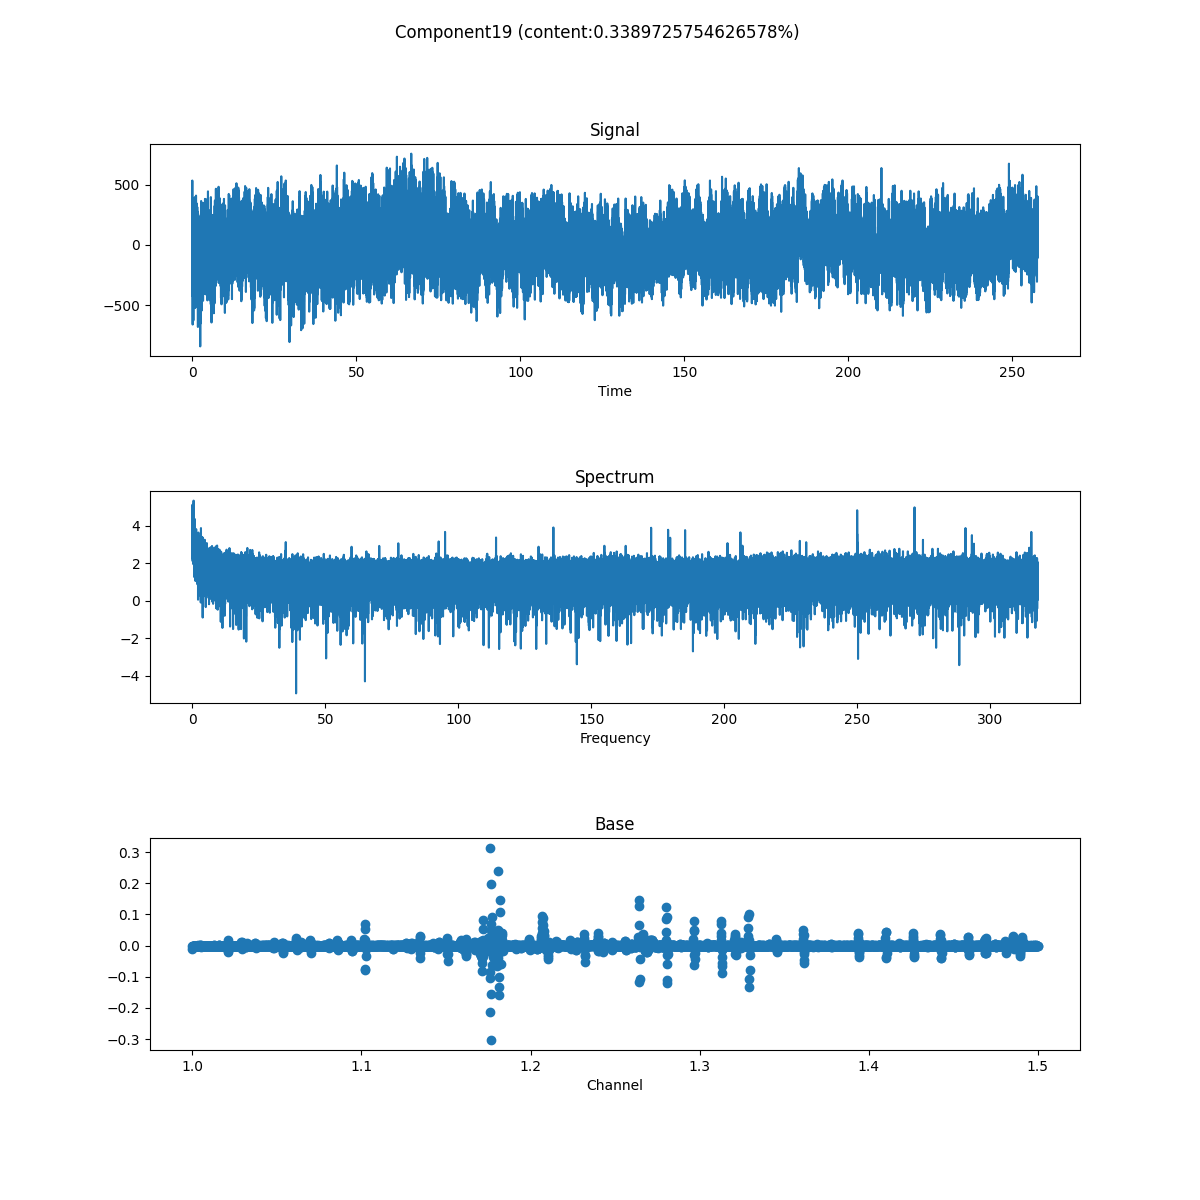 Component19 (content:0.3389725754626578%)
Signal
500
0
−500
0 50 100 150 200 250
Time
Spectrum
4
2
0
−2
−4
0 50 100 150 200 250 300
Frequency
Base
0.3
0.2
0.1
0.0
−0.1
−0.2
−0.3
1.0 1.1 1.2 1.3 1.4 1.5
Channel